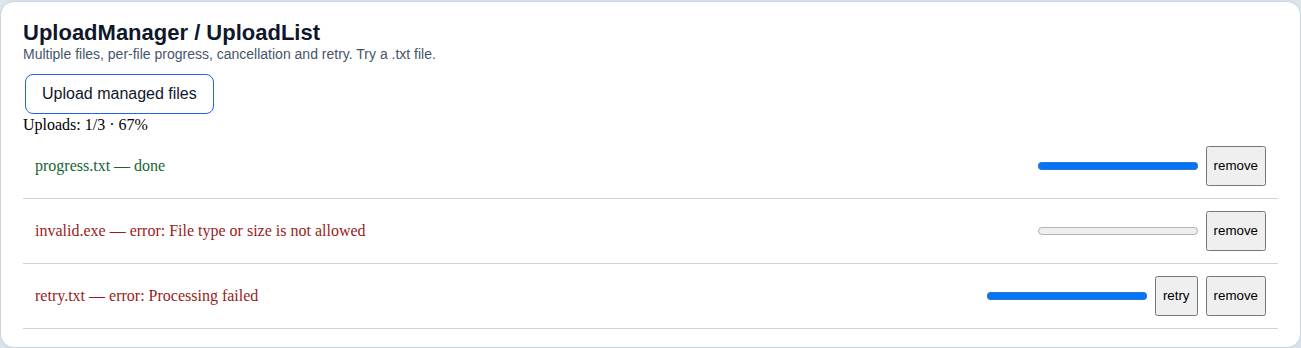 UploadManager / UploadList
Multiple files, per-file progress, cancellation and retry. Try a .txt file.
Upload managed files
Uploads: 1/3 · 67%
progress.txt — done
remove
invalid.exe — error: File type or size is not allowed
remove
retry.txt — error: Processing failed
retry
remove